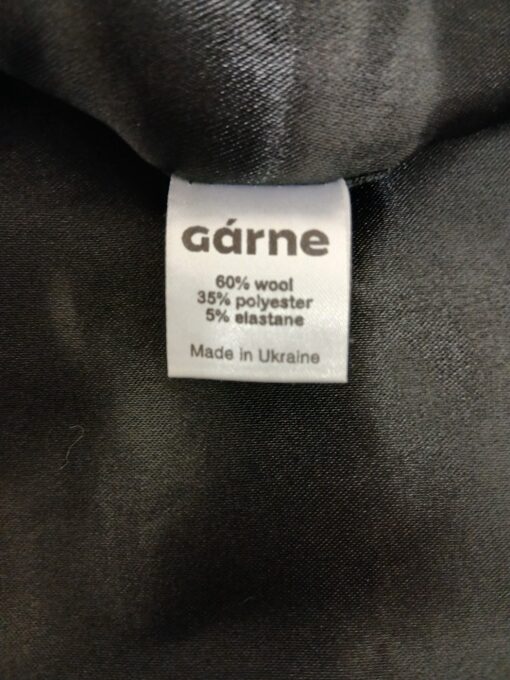 Gárne
60% wool
35% polyester
5% elastane
Made in Ukraine